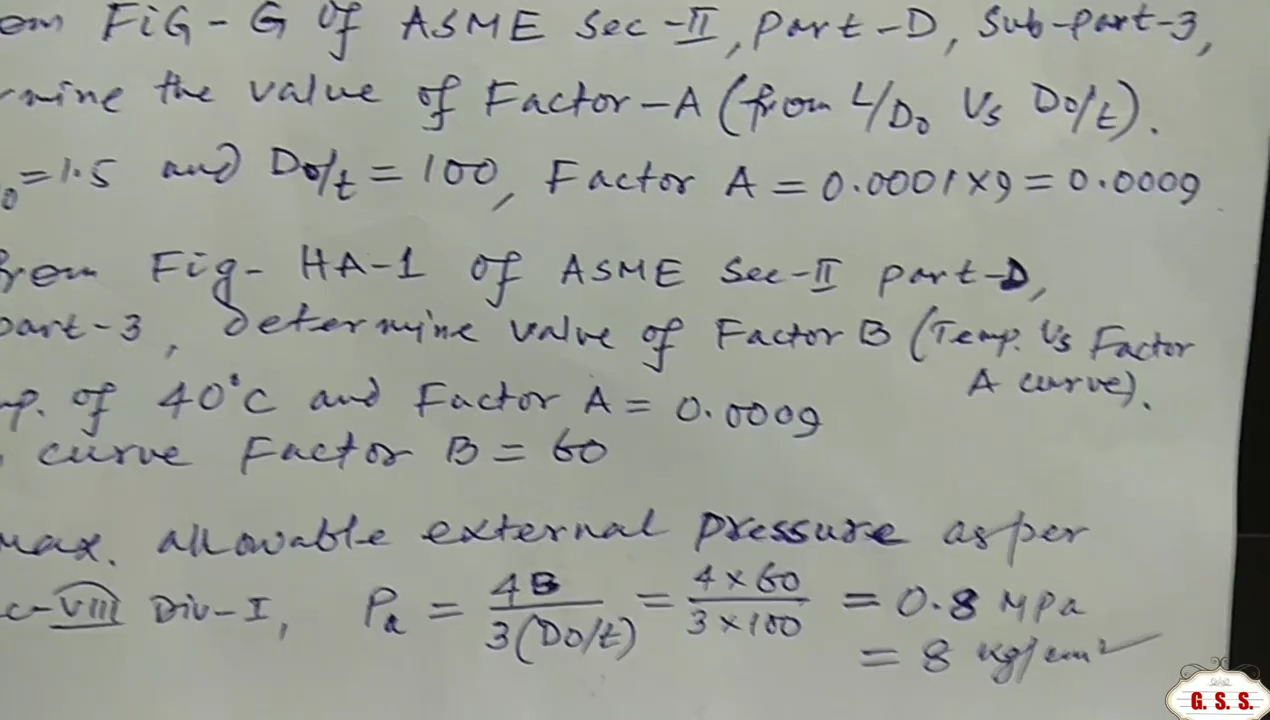 em FiG-G of ASME Sec-II, part-D, Sub-part-3,
rmine the value of Factor-A (from L/Do Vs Do/t).
o=1.5 and Do/t = 100, Factor A = 0.0001×9 = 0.0009
rom Fig- HA-1 of ASME Sec-II part-D,
part-3, determine value of Factor B (Temp. Vs Factor
A curve).
mp. of 40°C and Factor A = 0.0009
curve Factor B = 60
max. allowable external pressure as per
c-VIII Div-I, Pa = 4B/3(Do/t) = 4×60/3×100 = 0.8 MPa
= 8 kg/cm²
G. S. S.